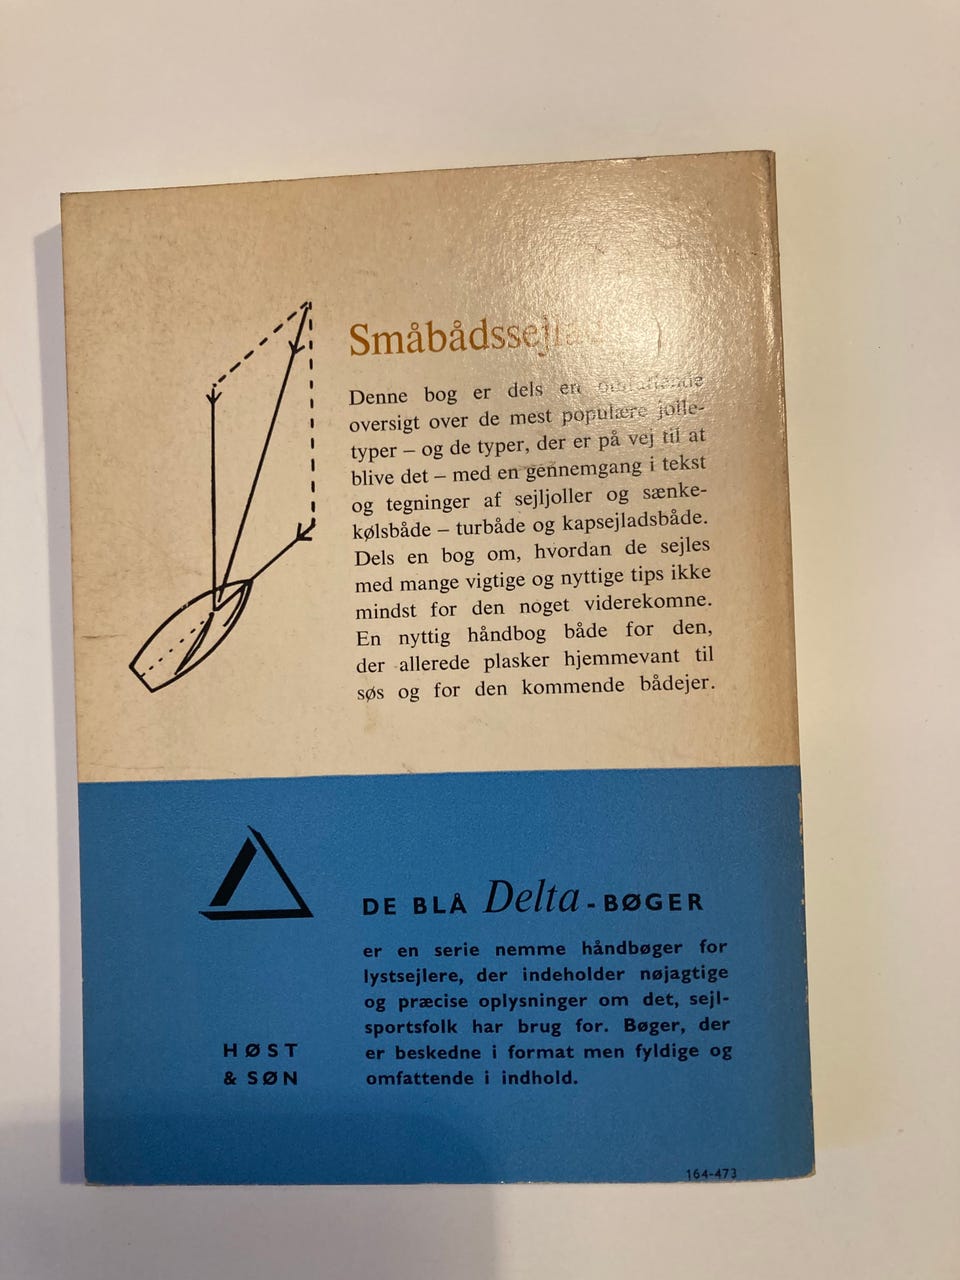 Småbådssejlads
Denne bog er dels en omfattende
oversigt over de mest populære jolle-
typer – og de typer, der er på vej til at
blive det – med en gennemgang i tekst
og tegninger af sejljoller og sænke-
kølsbåde – turbåde og kapsejladsbåde.
Dels en bog om, hvordan de sejles
med mange vigtige og nyttige tips ikke
mindst for den noget viderekomne.
En nyttig håndbog både for den,
der allerede plasker hjemmevant til
søs og for den kommende bådejer.
DE BLÅ Delta-BØGER
er en serie nemme håndbøger for
lystsejlere, der indeholder nøjagtige
og præcise oplysninger om det, sejl-
sportsfolk har brug for. Bøger, der
er beskedne i format men fyldige og
omfattende i indhold.
HØST
& SØN
164-473